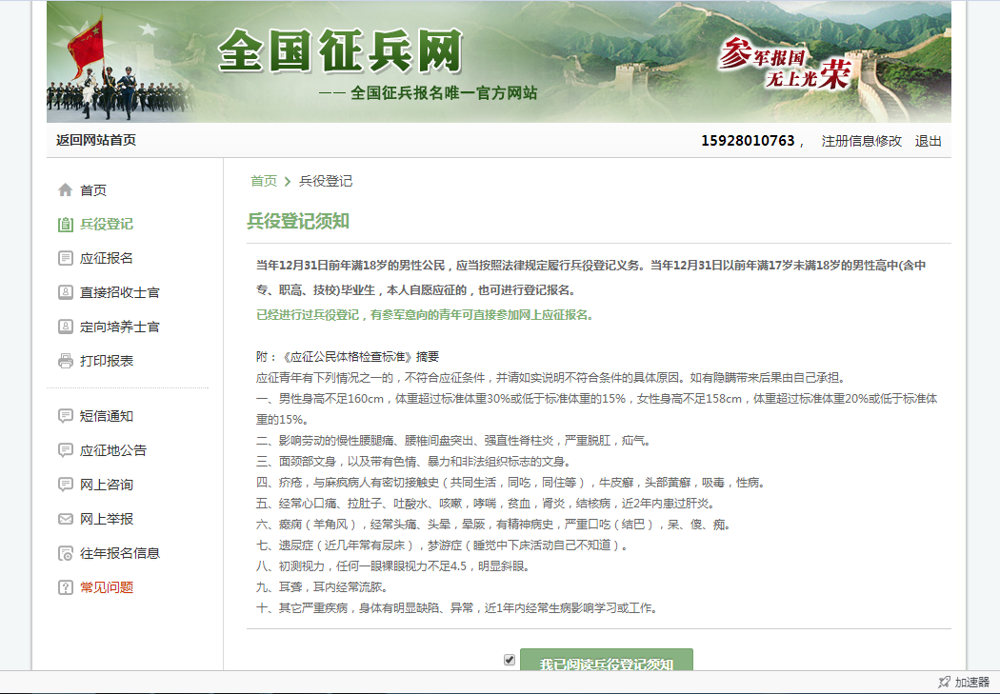 全国征兵网
—— 全国征兵报名唯一官方网站
参军报国
无上光荣
返回网站首页
15928010763，
注册信息修改
退出
首页
兵役登记
应征报名
直接招收士官
定向培养士官
打印报表
短信通知
应征地公告
网上咨询
网上举报
往年报名信息
常见问题
首页 > 兵役登记
兵役登记须知
当年12月31日前年满18岁的男性公民，应当按照法律规定履行兵役登记义务。当年12月31日以前年满17岁未满18岁的男性高中(含中
专、职高、技校)毕业生，本人自愿应征的，也可进行登记报名。
已经进行过兵役登记，有参军意向的青年可直接参加网上应征报名。
附：《应征公民体格检查标准》摘要
应征青年有下列情况之一的，不符合应征条件，并请如实说明不符合条件的具体原因。如有隐瞒带来后果由自己承担。
一、男性身高不足160cm，体重超过标准体重30%或低于标准体重的15%，女性身高不足158cm，体重超过标准体重20%或低于标准体
重的15%。
二、影响劳动的慢性腰腿痛、腰椎间盘突出、强直性脊柱炎，严重脱肛，疝气。
三、面颈部文身，以及带有色情、暴力和非法组织标志的文身。
四、疥疮，与麻疯病人有密切接触史（共同生活，同吃，同住等），牛皮癣，头部黄癣，吸毒，性病。
五、经常心口痛、拉肚子、吐酸水、咳嗽，哮喘，贫血，肾炎，结核病，近2年内患过肝炎。
六、癫痫（羊角风），经常头痛、头晕，晕厥，有精神病史，严重口吃（结巴），呆、傻、痴。
七、遗尿症（近几年常有尿床），梦游症（睡觉中下床活动自己不知道）。
八、初测视力，任何一眼裸眼视力不足4.5，明显斜眼。
九、耳聋，耳内经常流脓。
十、其它严重疾病，身体有明显缺陷、异常，近1年内经常生病影响学习或工作。
我已阅读兵役登记须知
加速器